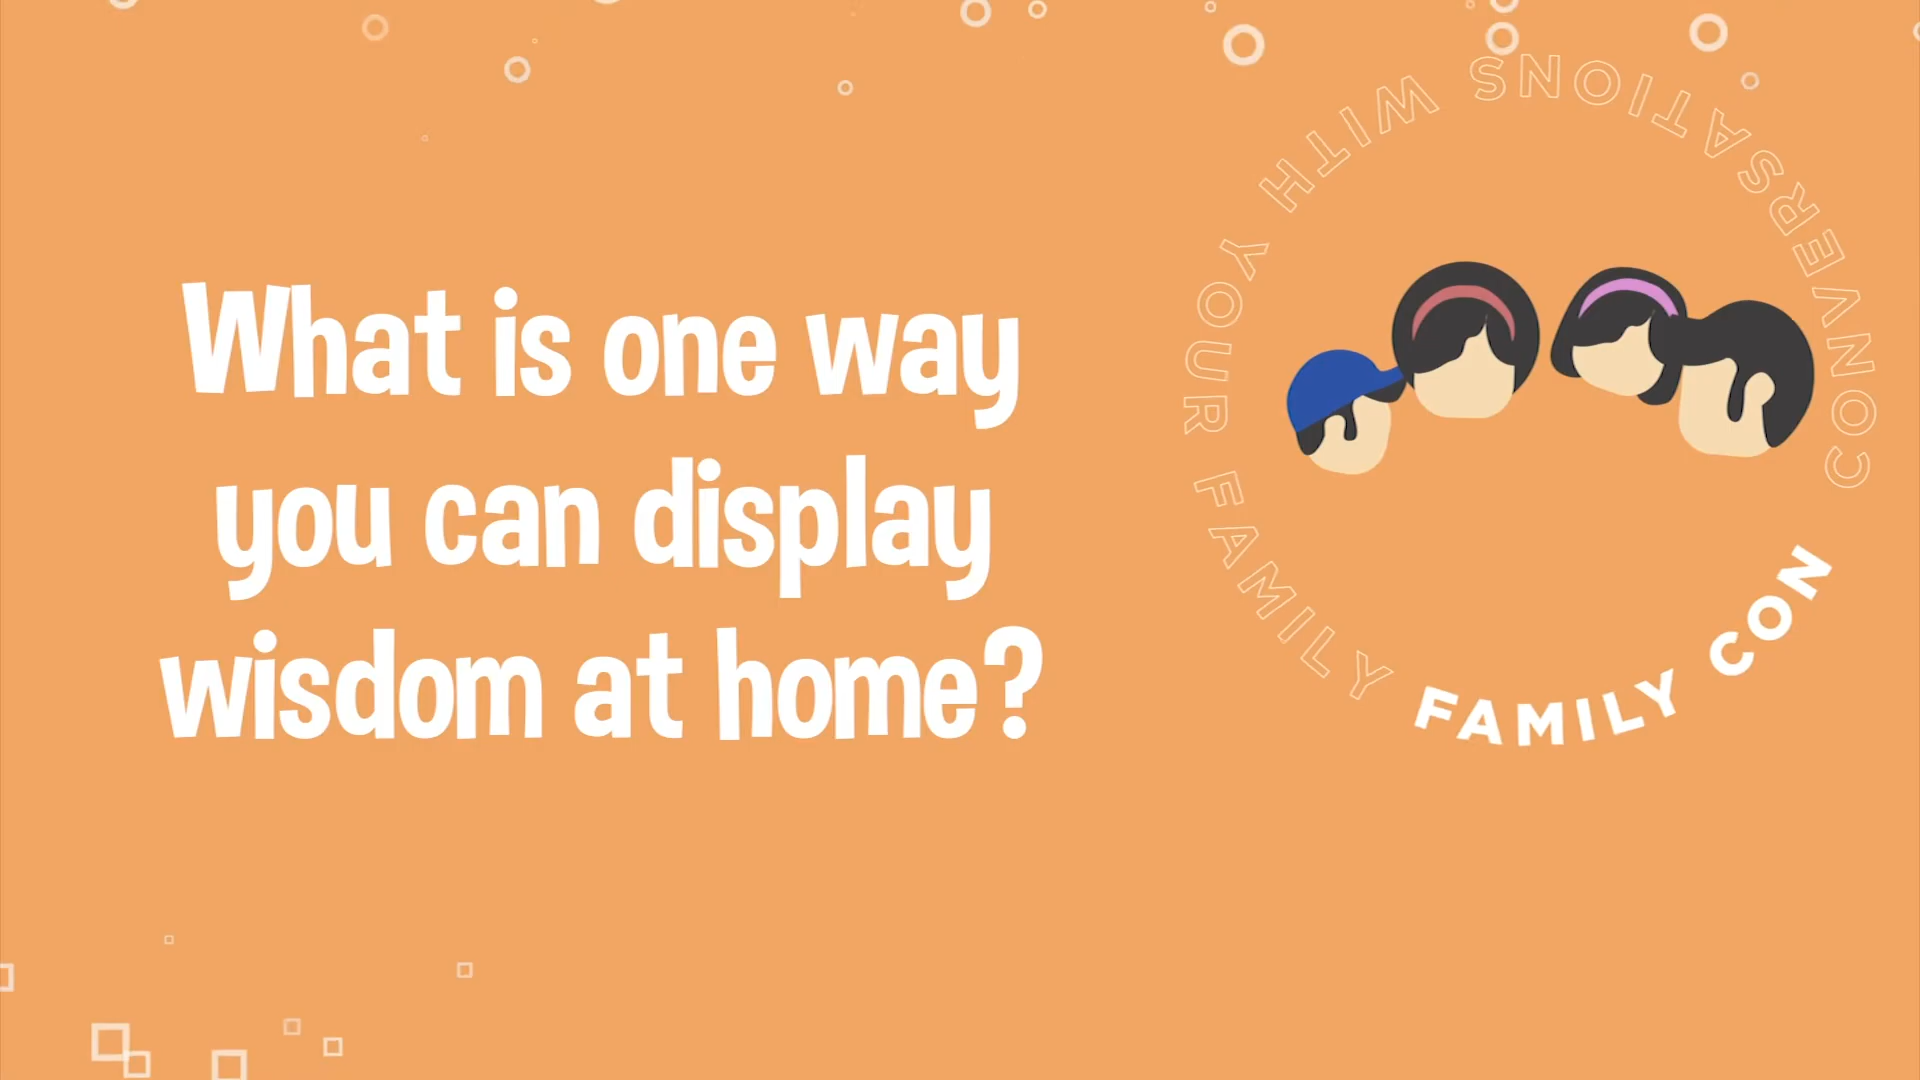 What is one way
you can display
wisdom at home?
FAMILY CON
CONVERSATIONS WITH YOUR FAMILY